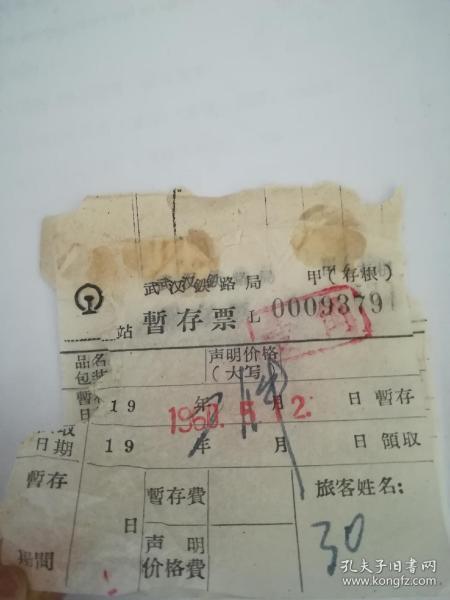 武汉铁路局 甲(存根)
站 暫存票 L 0009379
品名
包装
声明价格
(大写
暫
日
19 年 月 日 暫存
1960. 5. 2.
取
日期
19 年 月 日 領取
暫存
期間
日
暫存費
声明
价格費
旅客姓名:
30
孔夫子旧书网
www.kongfz.com